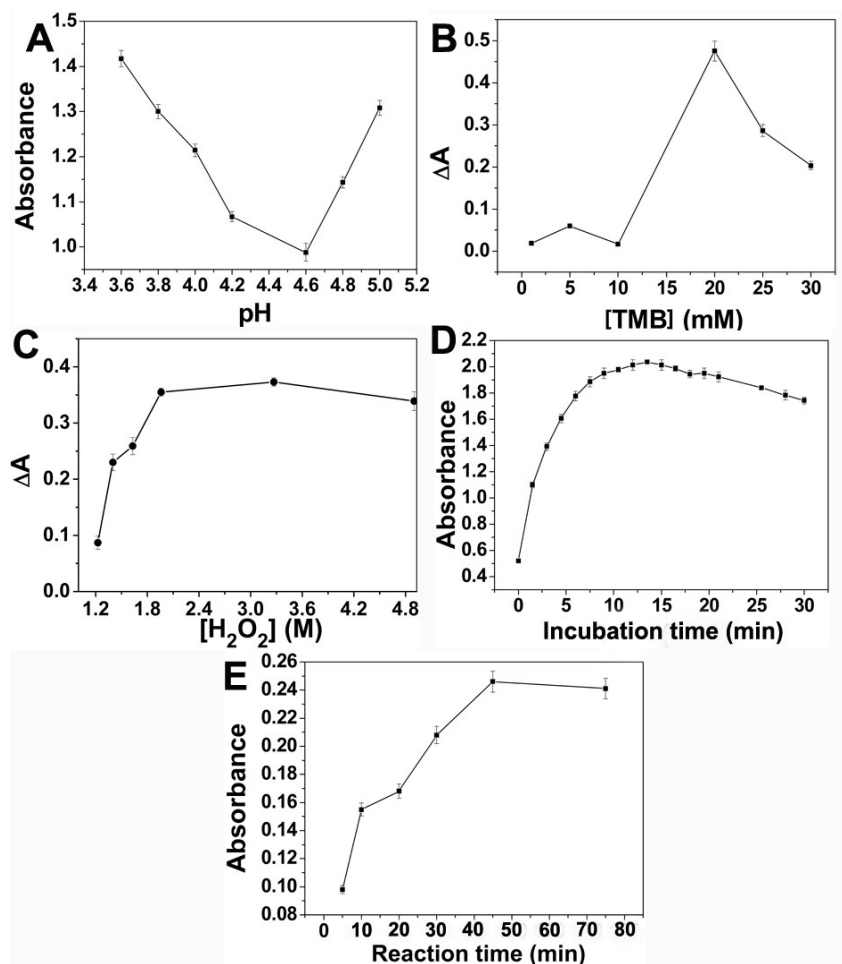 A
Absorbance
1.5
1.4
1.3
1.2
1.1
1.0
3.4 3.6 3.8 4.0 4.2 4.4 4.6 4.8 5.0 5.2
pH
B
ΔA
0.5
0.4
0.3
0.2
0.1
0.0
0 5 10 15 20 25 30
[TMB] (mM)
C
ΔA
0.4
0.3
0.2
0.1
0.0
1.2 1.8 2.4 3.0 3.6 4.2 4.8
[H₂O₂] (M)
D
Absorbance
2.2
2.0
1.8
1.6
1.4
1.2
1.0
0.8
0.6
0.4
0 5 10 15 20 25 30
Incubation time (min)
E
Absorbance
0.26
0.24
0.22
0.20
0.18
0.16
0.14
0.12
0.10
0.08
0 10 20 30 40 50 60 70 80
Reaction time (min)